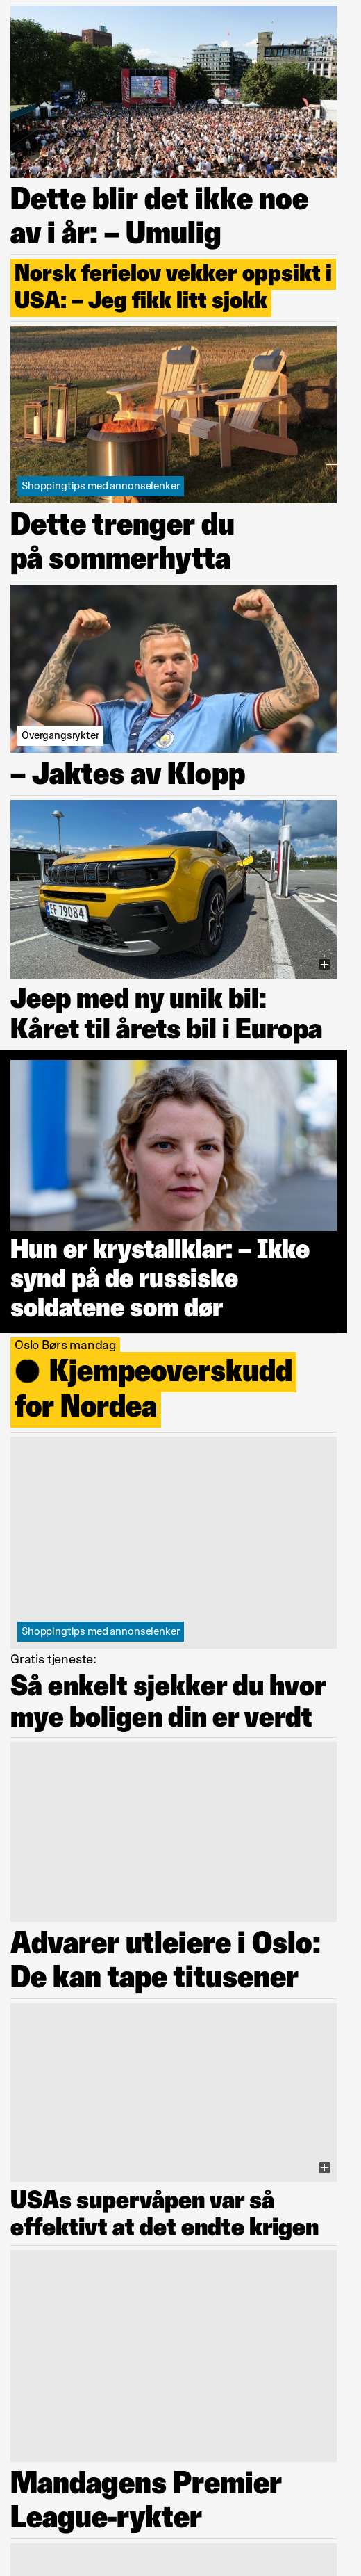 Dette blir det ikke noe
av i år: – Umulig
Norsk ferielov vekker oppsikt i
USA: – Jeg fikk litt sjokk
Shoppingtips med annonselenker
Dette trenger du
på sommerhytta
Overgangsrykter
– Jaktes av Klopp
EF 79084
Jeep med ny unik bil:
Kåret til årets bil i Europa
Hun er krystallklar: – Ikke
synd på de russiske
soldatene som dør
Oslo Børs mandag
● Kjempeoverskudd
for Nordea
Shoppingtips med annonselenker
Gratis tjeneste:
Så enkelt sjekker du hvor
mye boligen din er verdt
Advarer utleiere i Oslo:
De kan tape titusener
USAs supervåpen var så
effektivt at det endte krigen
Mandagens Premier
League-rykter